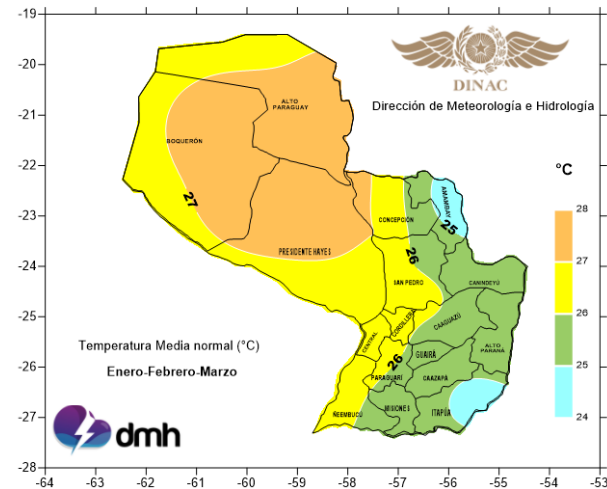 -19
-20
-21
-22
-23
-24
-25
-26
-27
-28
-64
-63
-62
-61
-60
-59
-58
-57
-56
-55
-54
-53
DINAC
Dirección de Meteorología e Hidrología
°C
28
27
26
25
24
ALTO
PARAGUAY
BOQUERÓN
27
PRESIDENTE HAYES
CONCEPCIÓN
AMAMBAY
25
26
SAN PEDRO
CANINDEYÚ
CORDILLERA
CENTRAL
CAAGUAZÚ
ALTO
PARANÁ
GUAIRÁ
26
PARAGUARÍ
CAAZAPÁ
ÑEEMBUCÚ
MISIONES
ITAPÚA
Temperatura Media normal (°C)
Enero-Febrero-Marzo
dmh